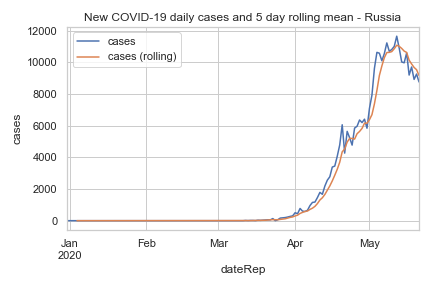 New COVID-19 daily cases and 5 day rolling mean - Russia
cases
cases (rolling)
12000
10000
8000
6000
4000
2000
0
cases
Jan
2020
Feb
Mar
Apr
May
dateRep